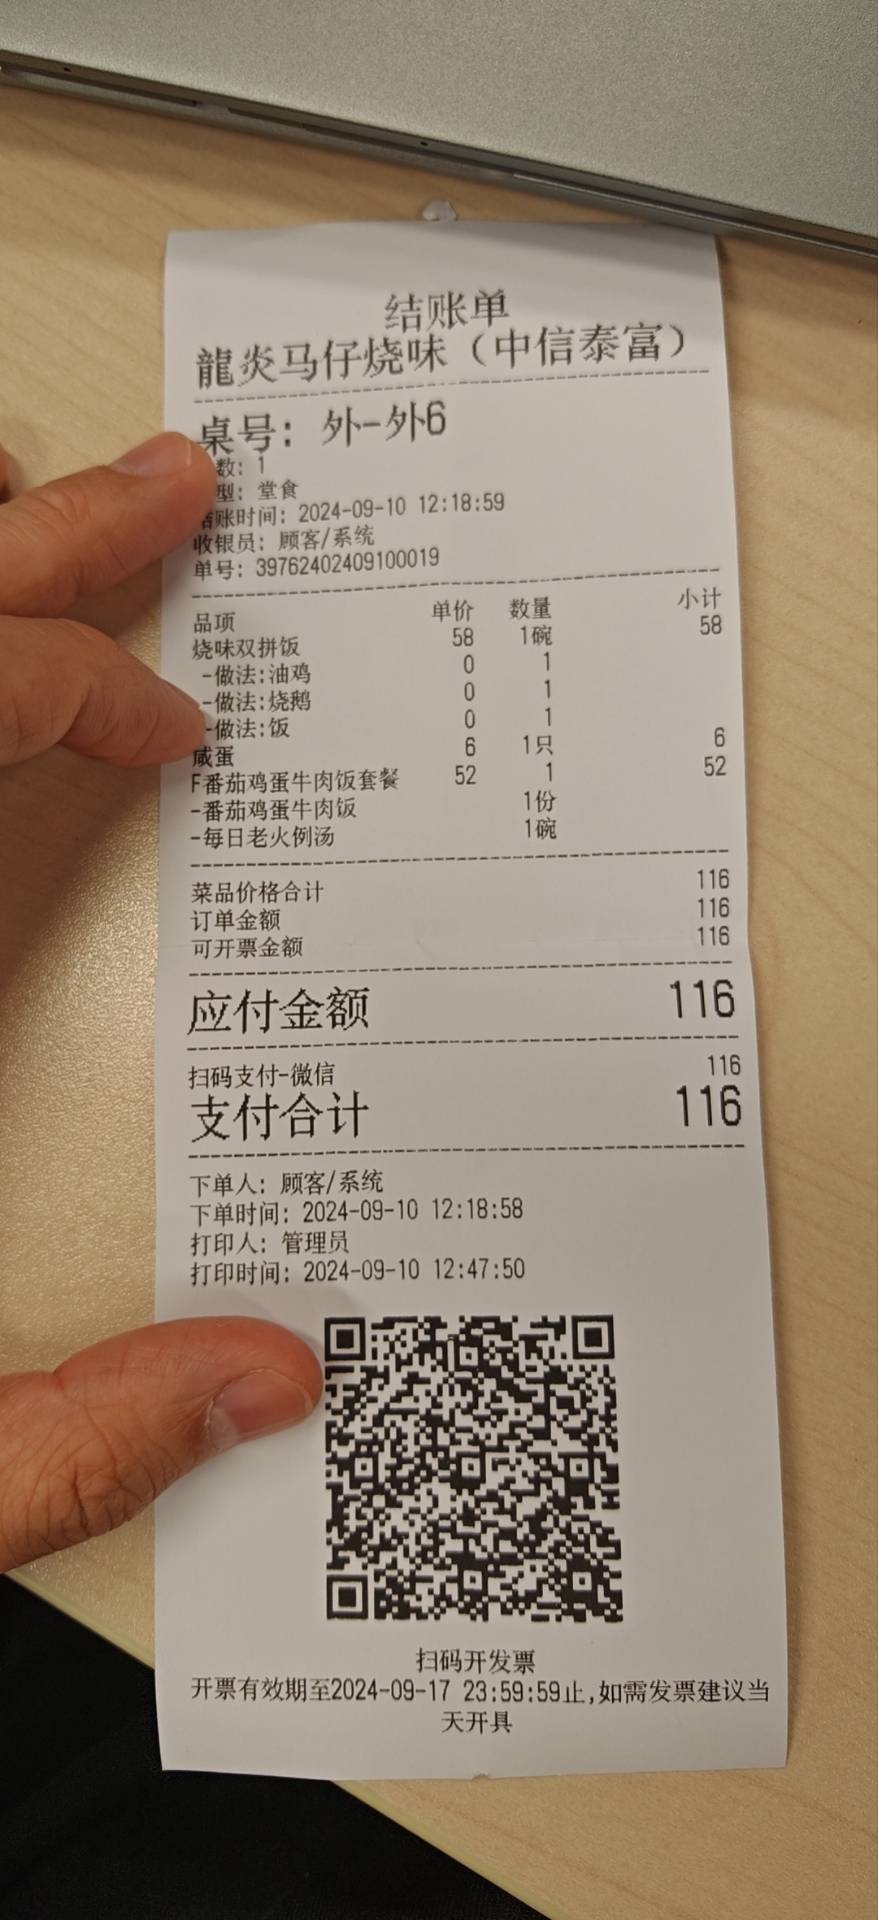 结账单
龍炎马仔烧味（中信泰富）
桌号：外-外6
数：1
型：堂食
结账时间：2024-09-10 12:18:59
收银员：顾客/系统
单号：39762402409100019
品项 单价 数量 小计
烧味双拼饭 58 1碗 58
-做法:油鸡 0 1
-做法:烧鹅 0 1
-做法:饭 0 1
咸蛋 6 1只 6
F番茄鸡蛋牛肉饭套餐 52 1 52
-番茄鸡蛋牛肉饭 1份
-每日老火例汤 1碗
菜品价格合计 116
订单金额 116
可开票金额 116
应付金额 116
扫码支付-微信 116
支付合计 116
下单人：顾客/系统
下单时间：2024-09-10 12:18:58
打印人：管理员
打印时间：2024-09-10 12:47:50
扫码开发票
开票有效期至2024-09-17 23:59:59止,如需发票建议当
天开具